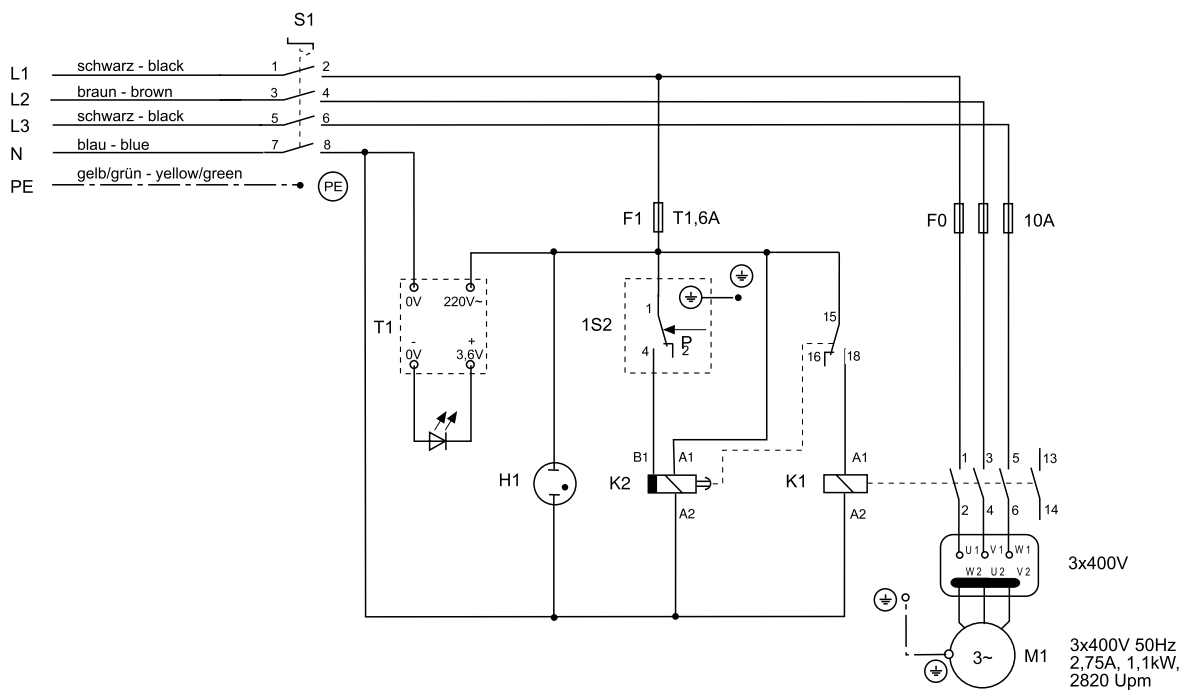 S1
L1 schwarz - black 1 2
L2 braun - brown 3 4
L3 schwarz - black 5 6
N blau - blue 7 8
PE gelb/grün - yellow/green PE
F1 T1,6A F0 10A
T1
0V 220V~
- +
0V 3,6V
1S2
1
P
4 2
15
16 18
H1
B1 A1
K2
A2
A1
K1
A2
1 3 5 13
2 4 6 14
U1 V1 W1
W2 U2 V2
3x400V
3~ M1
3x400V 50Hz
2,75A, 1,1kW,
2820 Upm